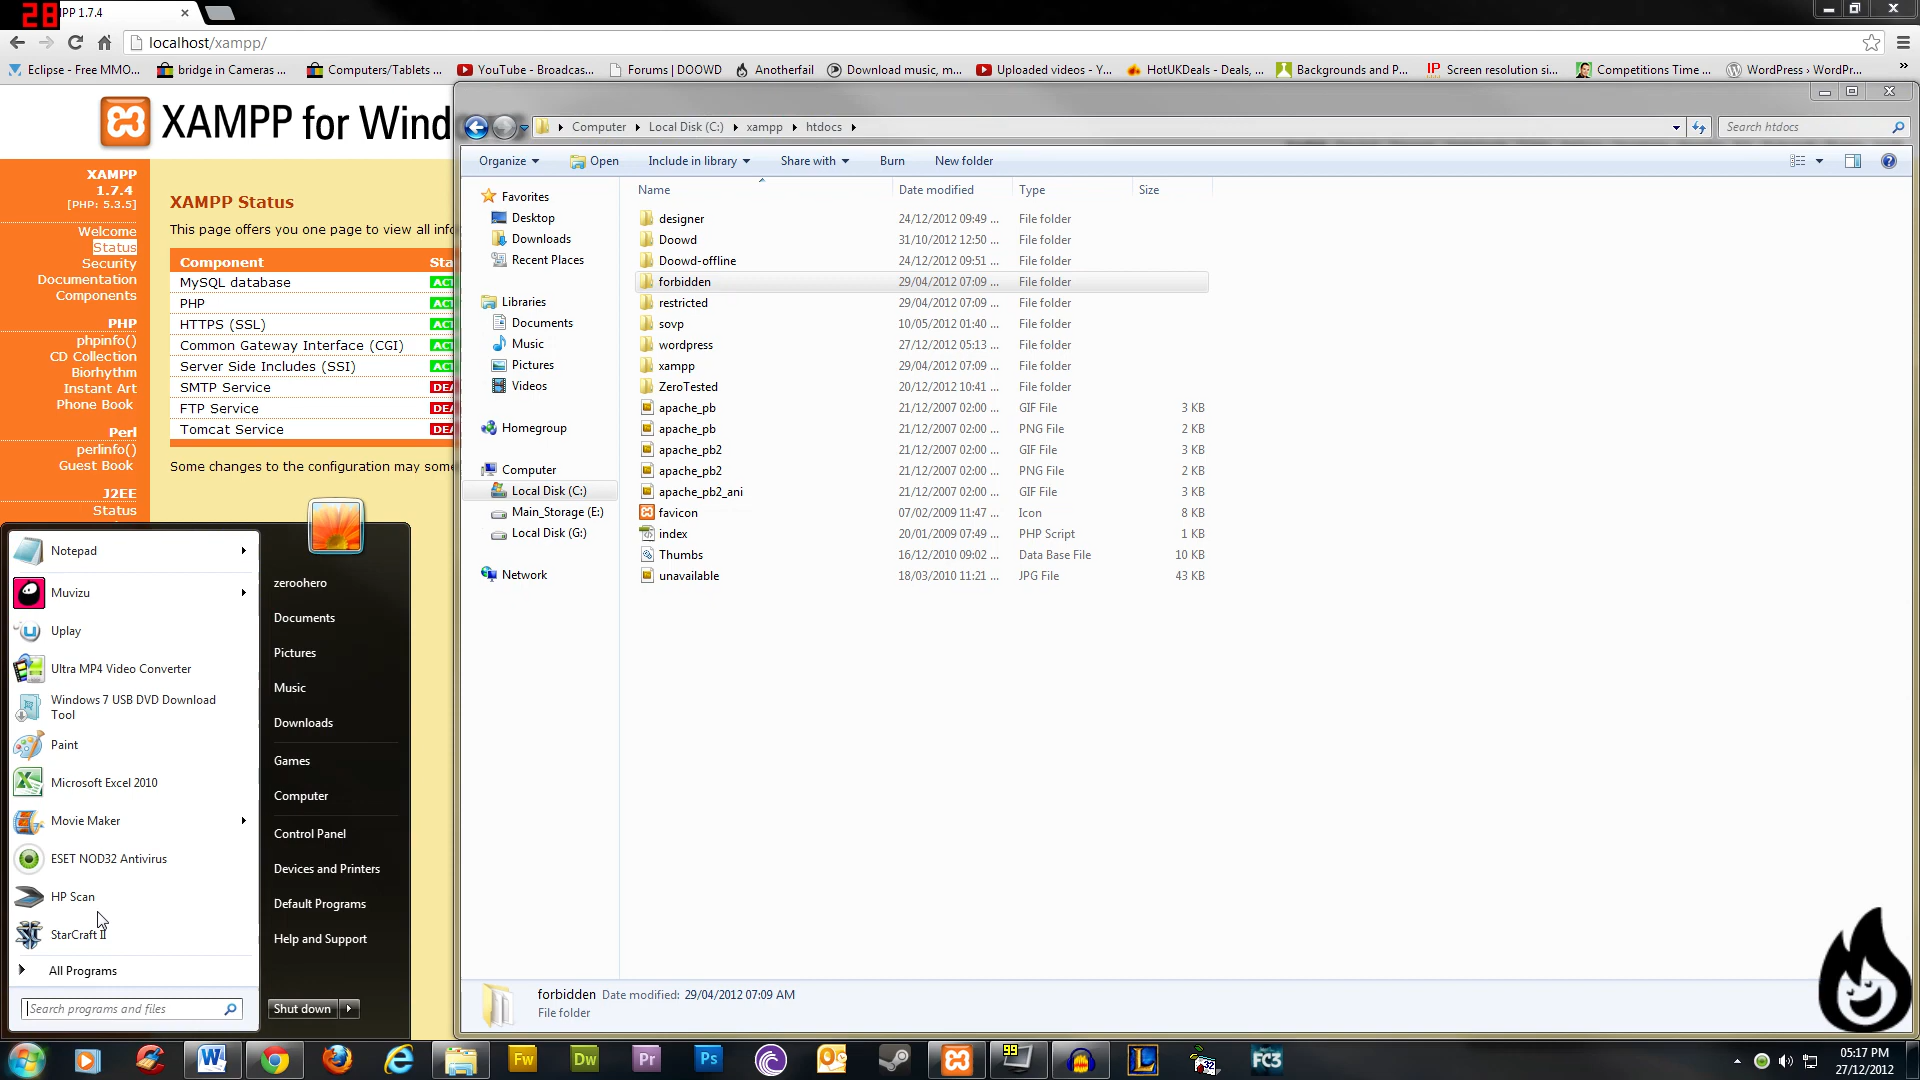 28
PP 1.7.4
localhost/xampp/
Eclipse - Free MMO...
bridge in Cameras ...
Computers/Tablets ...
YouTube - Broadcas...
Forums | DOOWD
Anotherfail
Download music, m...
Uploaded videos - Y...
HotUKDeals - Deals, ...
Backgrounds and P...
IP Screen resolution si...
Competitions Time ...
WordPress › WordPr...
XAMPP for Wind
XAMPP
1.7.4
[PHP: 5.3.5]
Welcome
Status
Security
Documentation
Components
PHP
phpinfo()
CD Collection
Biorhythm
Instant Art
Phone Book
Perl
perlinfo()
Guest Book
J2EE
Status
XAMPP Status
This page offers you one page to view all info
Component Sta
MySQL database ACT
PHP ACT
HTTPS (SSL) ACT
Common Gateway Interface (CGI) ACT
Server Side Includes (SSI) ACT
SMTP Service DEA
FTP Service DEA
Tomcat Service DEA
Some changes to the configuration may some
Computer Local Disk (C:) xampp htdocs
Search htdocs
Organize Open Include in library Share with Burn New folder
Favorites
Desktop
Downloads
Recent Places
Libraries
Documents
Music
Pictures
Videos
Homegroup
Computer
Local Disk (C:)
Main_Storage (E:)
Local Disk (G:)
Network
Name Date modified Type Size
designer 24/12/2012 09:49 ... File folder
Doowd 31/10/2012 12:50 ... File folder
Doowd-offline 24/12/2012 09:51 ... File folder
forbidden 29/04/2012 07:09 ... File folder
restricted 29/04/2012 07:09 ... File folder
sovp 10/05/2012 01:40 ... File folder
wordpress 27/12/2012 05:13 ... File folder
xampp 29/04/2012 07:09 ... File folder
ZeroTested 20/12/2012 10:41 ... File folder
apache_pb 21/12/2007 02:00 ... GIF File 3 KB
apache_pb 21/12/2007 02:00 ... PNG File 2 KB
apache_pb2 21/12/2007 02:00 ... GIF File 3 KB
apache_pb2 21/12/2007 02:00 ... PNG File 2 KB
apache_pb2_ani 21/12/2007 02:00 ... GIF File 3 KB
favicon 07/02/2009 11:47 ... Icon 8 KB
index 20/01/2009 07:49 ... PHP Script 1 KB
Thumbs 16/12/2010 09:02 ... Data Base File 10 KB
unavailable 18/03/2010 11:21 ... JPG File 43 KB
forbidden Date modified: 29/04/2012 07:09 AM
File folder
Notepad
Muvizu
Uplay
Ultra MP4 Video Converter
Windows 7 USB DVD Download
Tool
Paint
Microsoft Excel 2010
Movie Maker
ESET NOD32 Antivirus
HP Scan
StarCraft II
All Programs
Search programs and files
zeroohero
Documents
Pictures
Music
Downloads
Games
Computer
Control Panel
Devices and Printers
Default Programs
Help and Support
Shut down
Fw
Dw
Pr
Ps
99
L
32
FC3
05:17 PM
27/12/2012